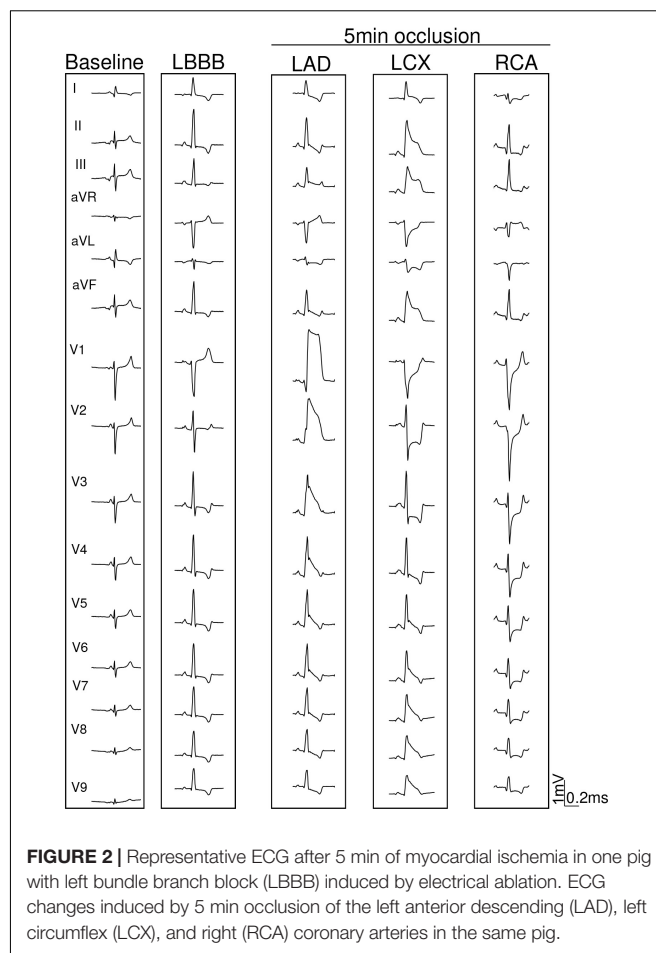 5min occlusion
Baseline LBBB LAD LCX RCA
I
II
III
aVR
aVL
aVF
V1
V2
V3
V4
V5
V6
V7
V8
V9
1mV
0.2ms
FIGURE 2 | Representative ECG after 5 min of myocardial ischemia in one pig
with left bundle branch block (LBBB) induced by electrical ablation. ECG
changes induced by 5 min occlusion of the left anterior descending (LAD), left
circumflex (LCX), and right (RCA) coronary arteries in the same pig.